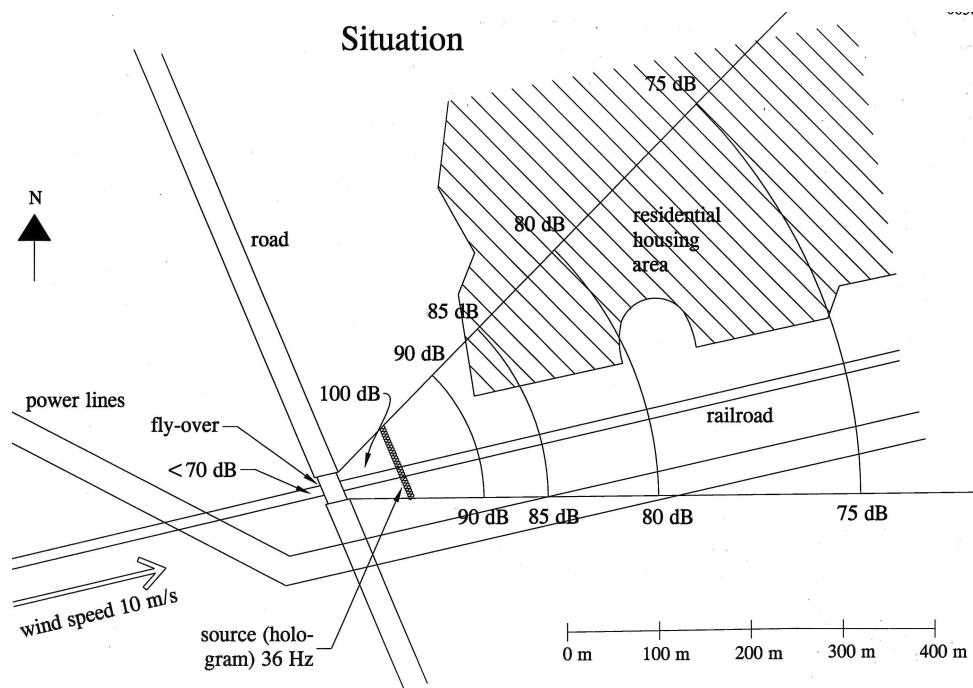 Situation
75 dB
N
road
80 dB
residential
housing
area
85 dB
90 dB
100 dB
power lines
fly-over
railroad
<70 dB
90 dB
85 dB
80 dB
75 dB
wind speed 10 m/s
source (holo-
gram) 36 Hz
0 m
100 m
200 m
300 m
400 m